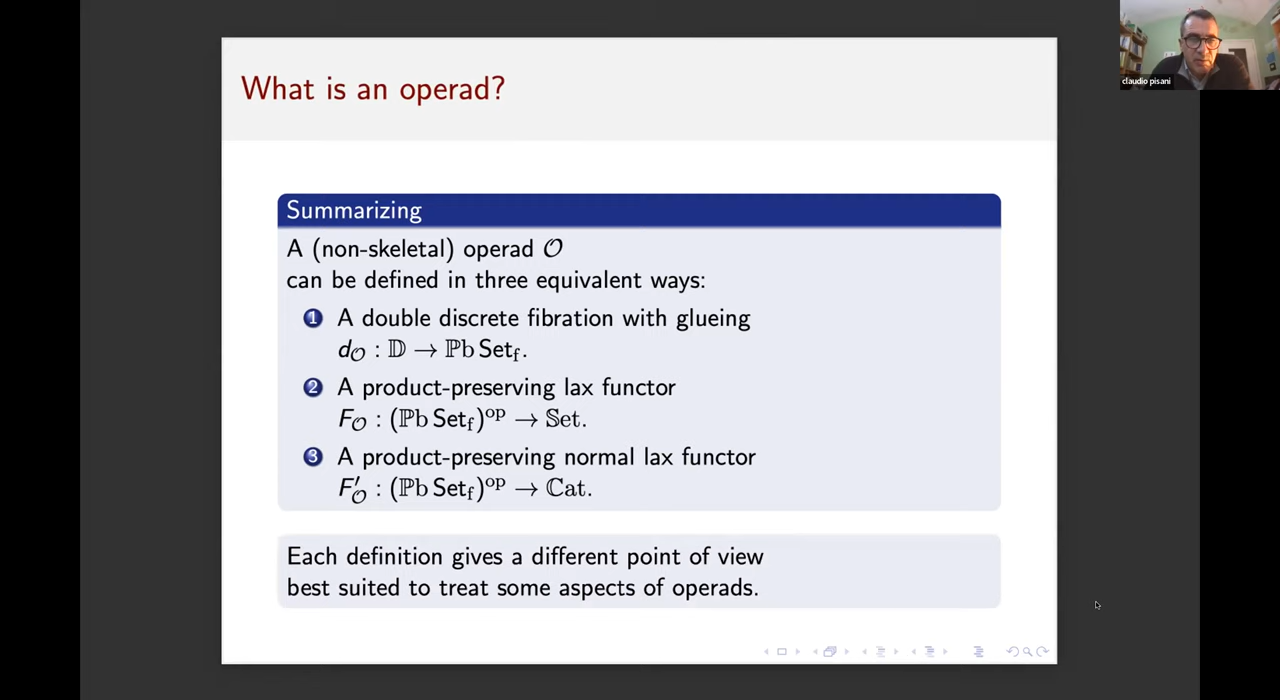 What is an operad?
claudio pisani
Summarizing
A (non-skeletal) operad 𝒪
can be defined in three equivalent ways:
1 A double discrete fibration with glueing
d_𝒪 : 𝔻 → ℙb Set_f.
2 A product-preserving lax functor
F_𝒪 : (ℙb Set_f)^op → 𝕊et.
3 A product-preserving normal lax functor
F′_𝒪 : (ℙb Set_f)^op → ℂat.
Each definition gives a different point of view
best suited to treat some aspects of operads.